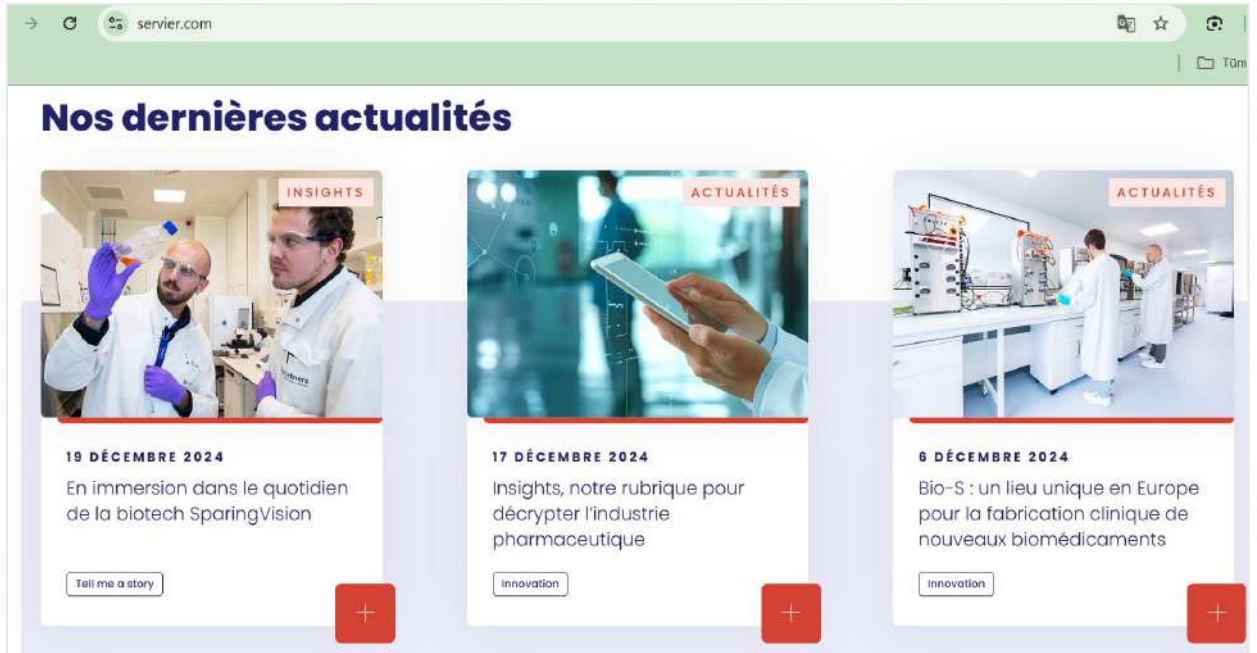 servier.com
Tüm
Nos dernières actualités
INSIGHTS
19 DÉCEMBRE 2024
En immersion dans le quotidien
de la biotech SparingVision
Tell me a story
ACTUALITÉS
17 DÉCEMBRE 2024
Insights, notre rubrique pour
décrypter l'industrie
pharmaceutique
Innovation
ACTUALITÉS
6 DÉCEMBRE 2024
Bio-S : un lieu unique en Europe
pour la fabrication clinique de
nouveaux biomédicaments
Innovation